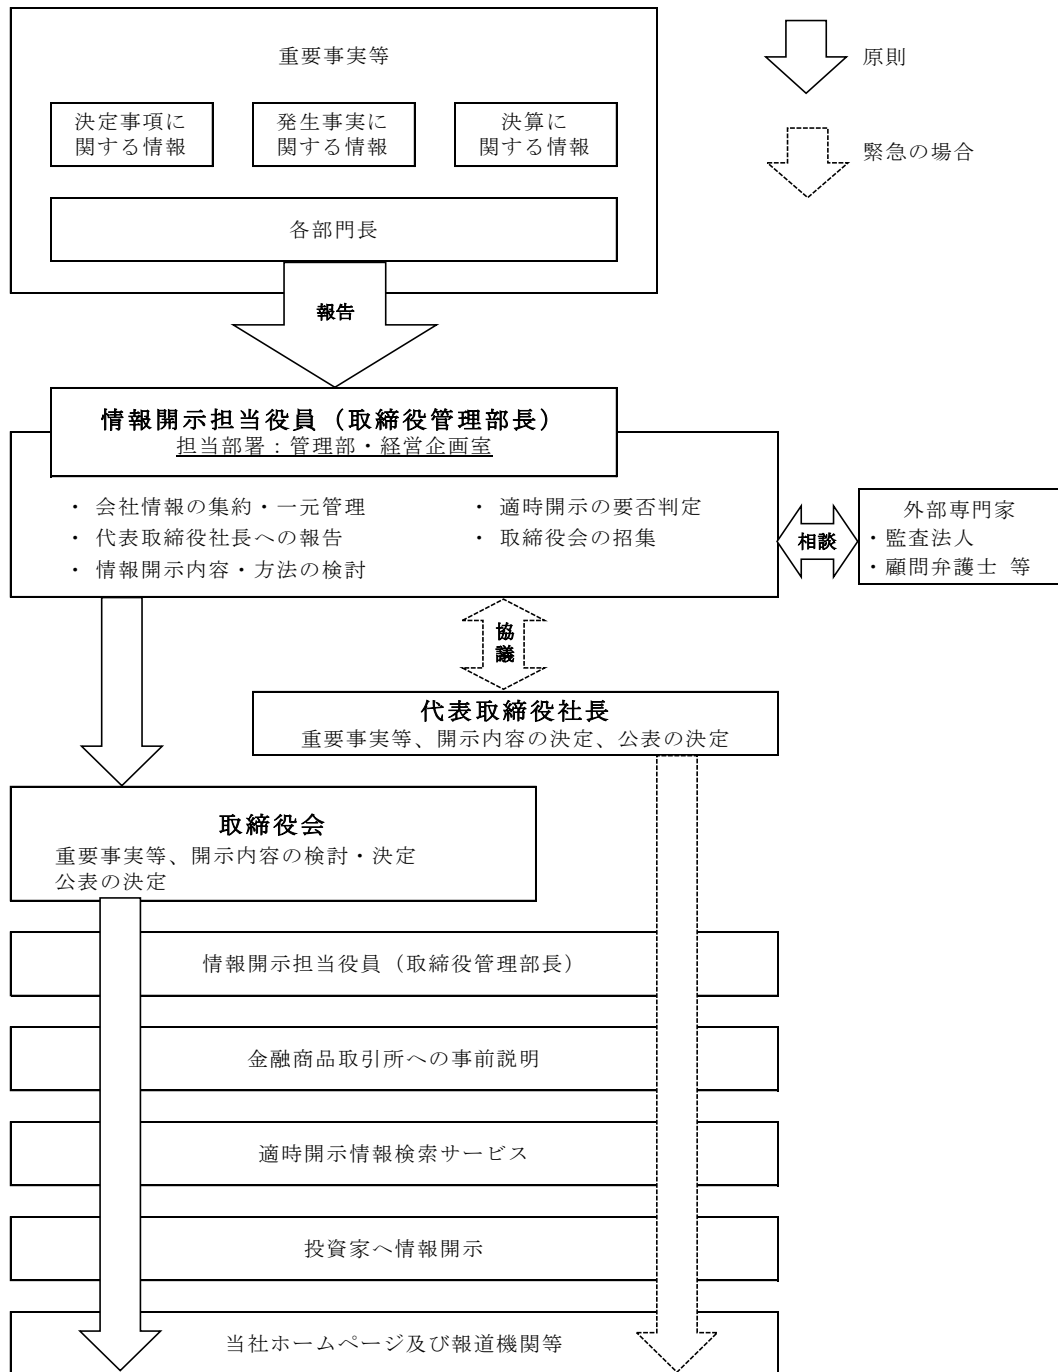 重要事実等
原則
決定事項に
関する情報
発生事実に
関する情報
決算に
関する情報
緊急の場合
各部門長
報告
情報開示担当役員（取締役管理部長）
担当部署：管理部・経営企画室
・ 会社情報の集約・一元管理
・ 代表取締役社長への報告
・ 情報開示内容・方法の検討
・ 適時開示の要否判定
・ 取締役会の招集
相談
外部専門家
・監査法人
・顧問弁護士 等
協
議
代表取締役社長
重要事実等、開示内容の決定、公表の決定
取締役会
重要事実等、開示内容の検討・決定
公表の決定
情報開示担当役員（取締役管理部長）
金融商品取引所への事前説明
適時開示情報検索サービス
投資家へ情報開示
当社ホームページ及び報道機関等